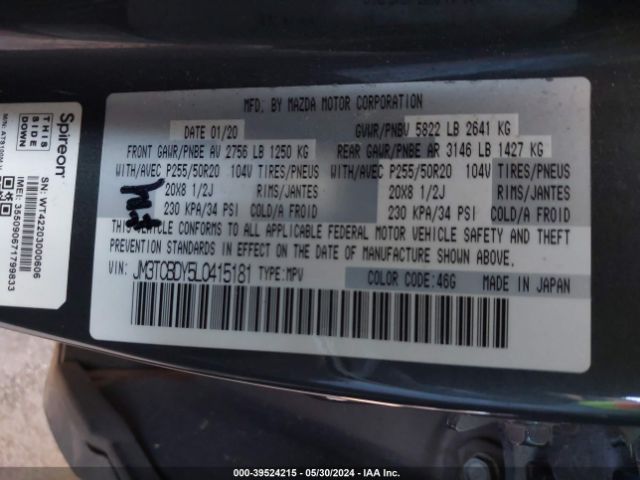 MFD. BY MAZDA MOTOR CORPORATION
DATE 01/20
GVWR/PNBV 5822 LB 2641 KG
FRONT GAWR/PNBE AV 2756 LB 1250 KG
REAR GAWR/PNBE AR 3146 LB 1427 KG
WITH/AVEC P255/50R20 104V TIRES/PNEUS
WITH/AVEC P255/50R20 104V TIRES/PNEUS
20X8 1/2J RIMS/JANTES
20X8 1/2J RIMS/JANTES
230 KPA/34 PSI COLD/A FROID
230 KPA/34 PSI COLD/A FROID
THIS VEHICLE CONFORMS TO ALL APPLICABLE FEDERAL MOTOR VEHICLE SAFETY AND THEFT
PREVENTION STANDARDS IN EFFECT ON THE DATE OF MANUFACTURE SHOWN ABOVE.
VIN: JM3TCBDY5L0415181 TYPE: MPV
COLOR CODE: 46G
MADE IN JAPAN
Spireon
THIS
SIDE
DOWN
SN: WT142203000606
IMEI: 355090671799833
000-39524215 - 05/30/2024 - IAA Inc.